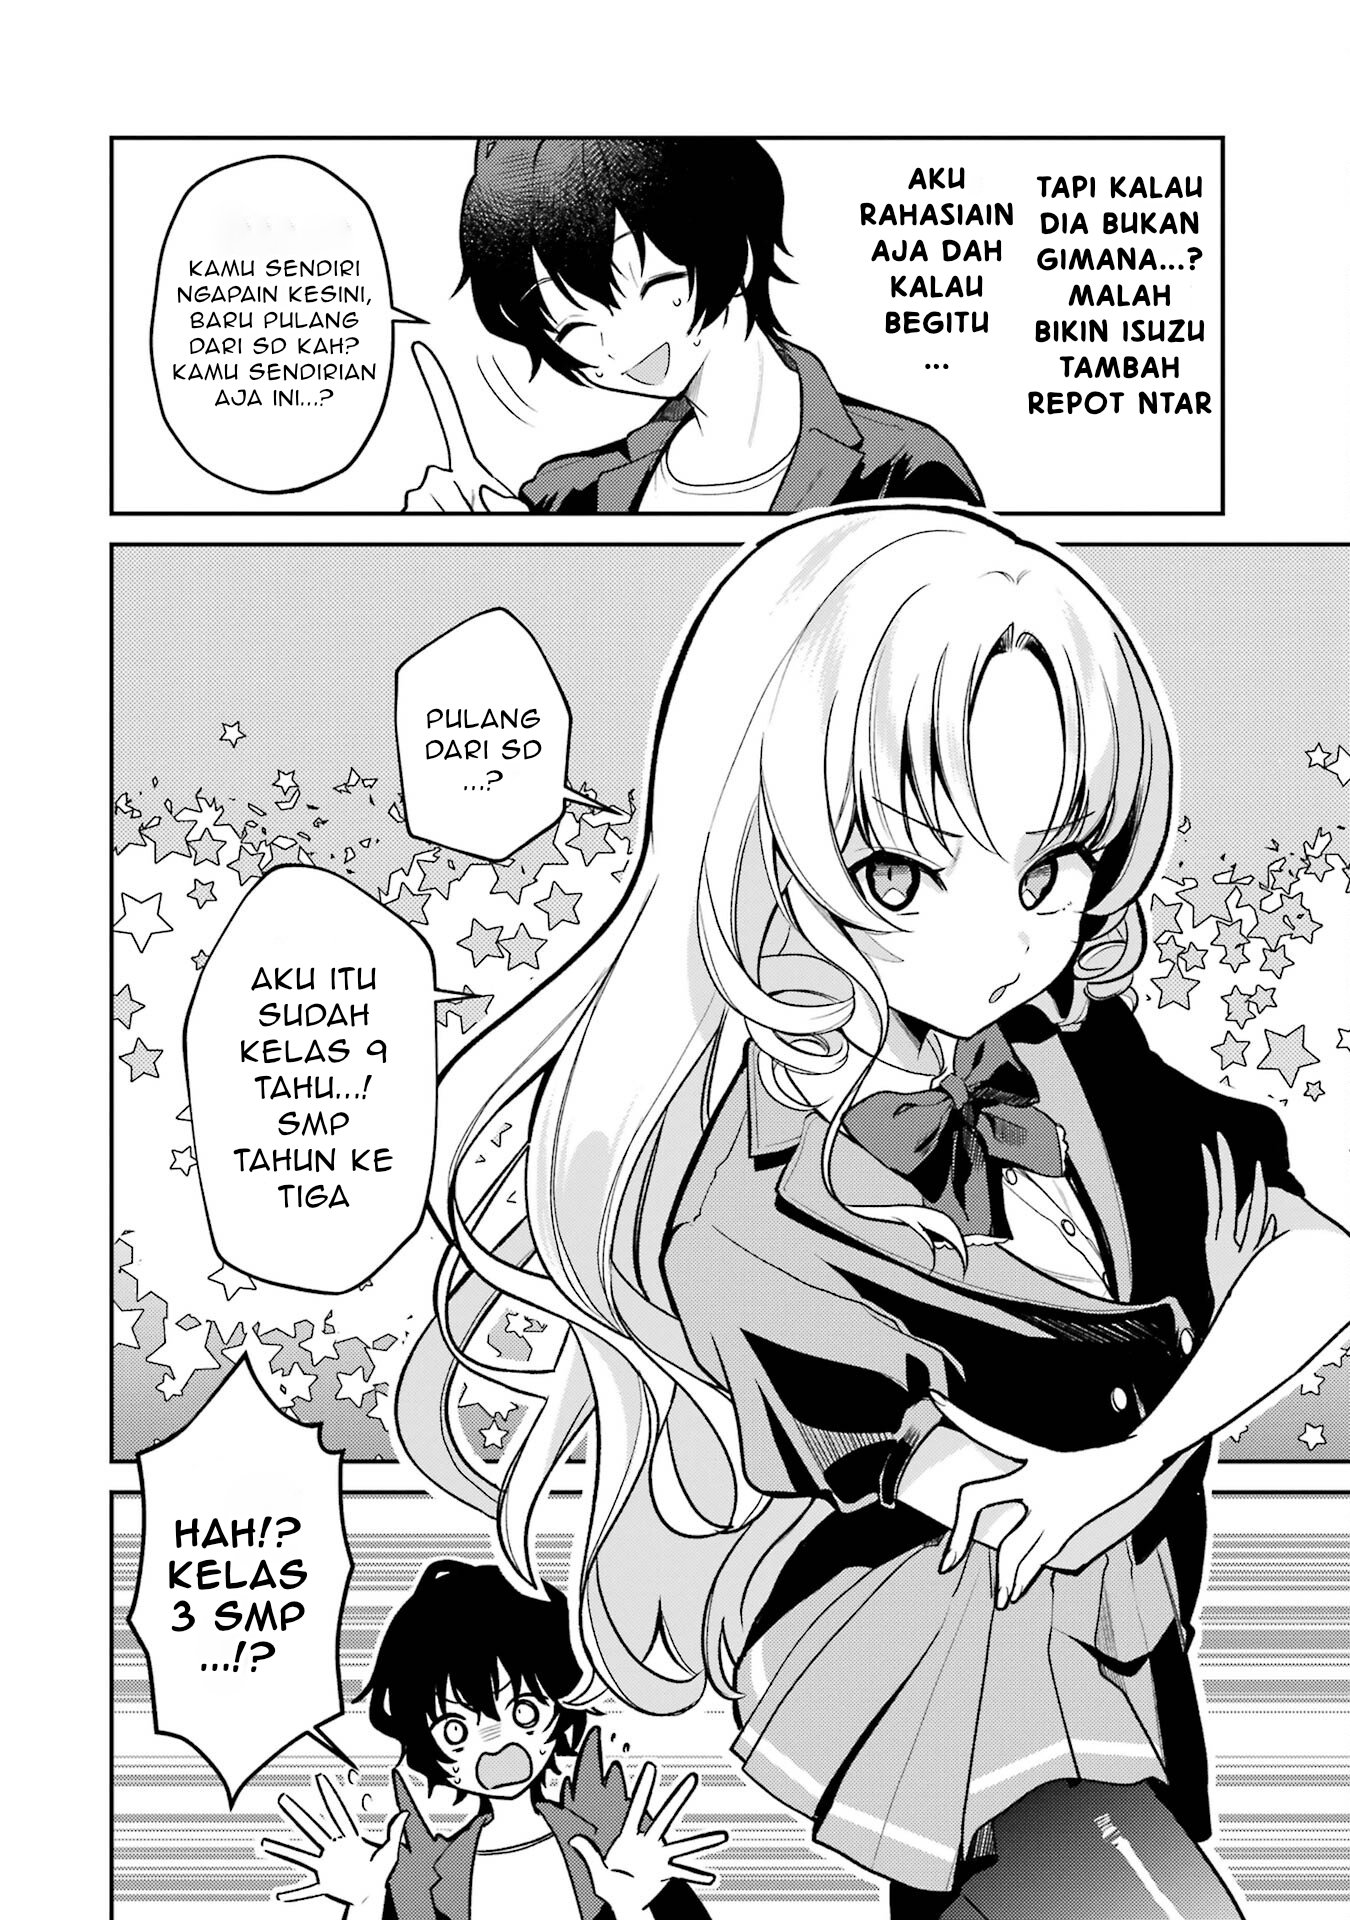 TAPI KALAU
DIA BUKAN
GIMANA...?
MALAH
BIKIN ISUZU
TAMBAH
REPOT NTAR
AKU
RAHASIAIN
AJA DAH
KALAU
BEGITU
...
KAMU SENDIRI
NGAPAIN KESINI,
BARU PULANG
DARI SD KAH?
KAMU SENDIRIAN
AJA INI...?
PULANG
DARI SD
...?
AKU ITU
SUDAH
KELAS 9
TAHU...!
SMP
TAHUN KE
TIGA
HAH!?
KELAS
3 SMP
...!?